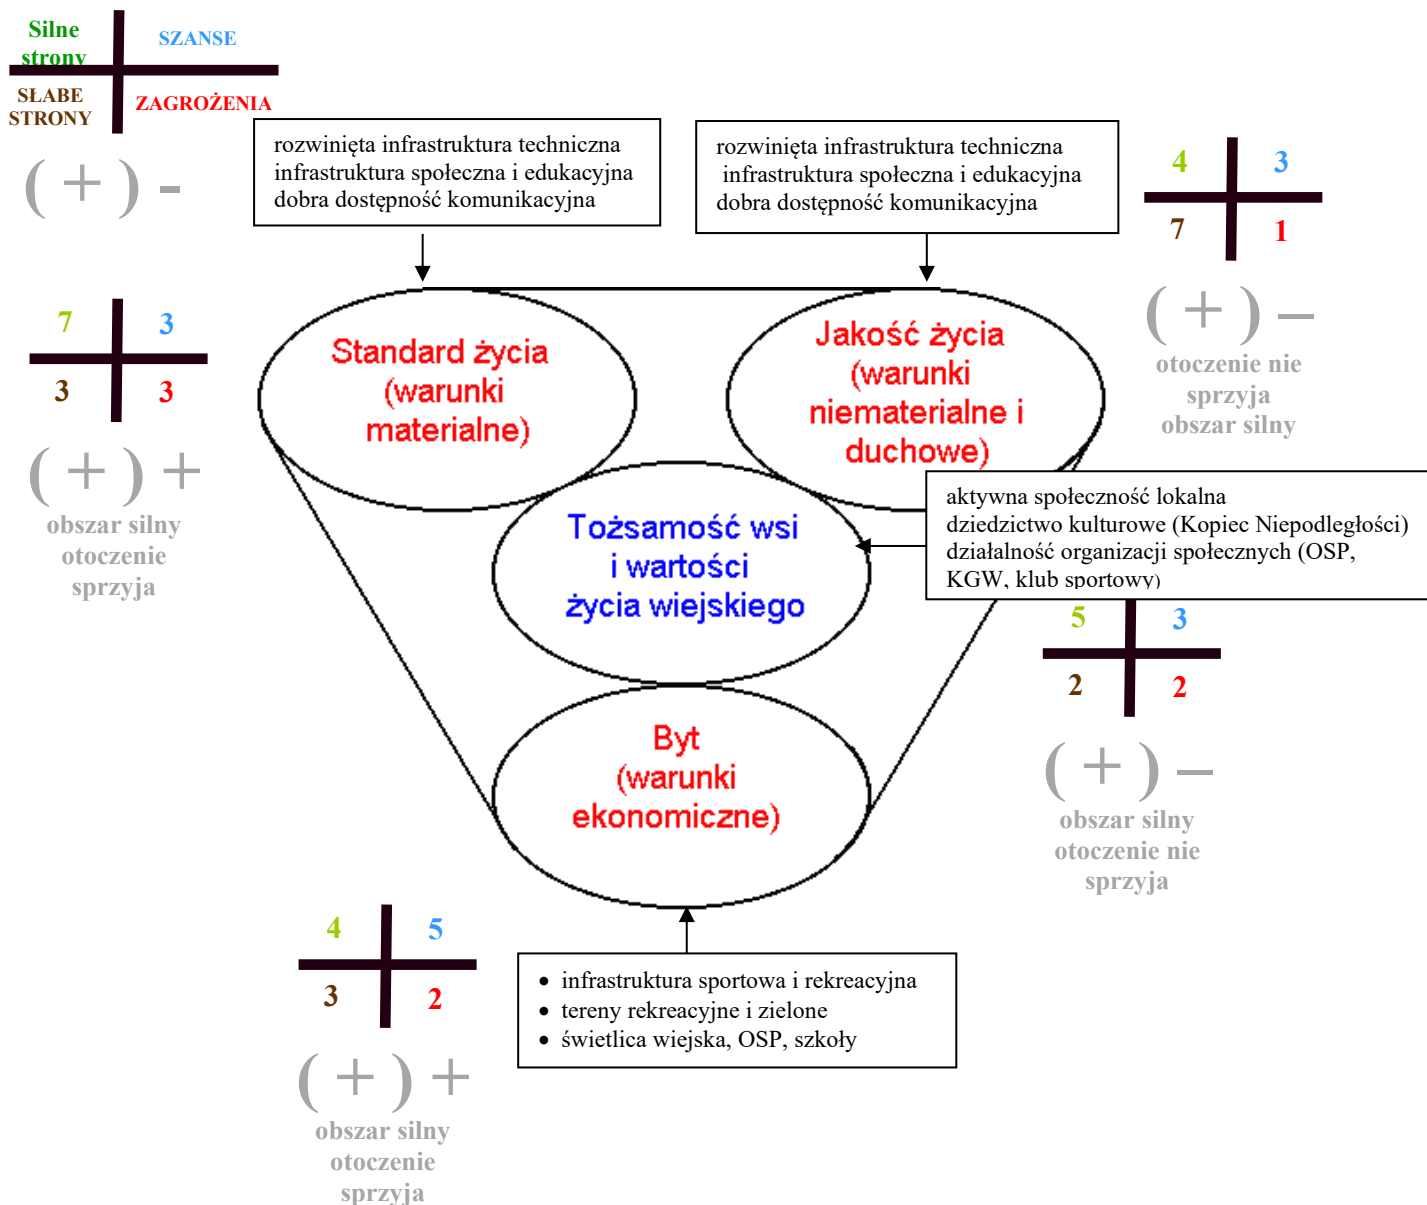 Silne
strony
SZANSE
SŁABE
STRONY
ZAGROŻENIA
( + ) -
rozwinięta infrastruktura techniczna
infrastruktura społeczna i edukacyjna
dobra dostępność komunikacyjna
rozwinięta infrastruktura techniczna
infrastruktura społeczna i edukacyjna
dobra dostępność komunikacyjna
4 3
7 1
( + ) –
otoczenie nie
sprzyja
obszar silny
7 3
3 3
( + ) +
obszar silny
otoczenie
sprzyja
Standard życia
(warunki
materialne)
Jakość życia
(warunki
niematerialne i
duchowe)
Tożsamość wsi
i wartości
życia wiejskiego
aktywna społeczność lokalna
dziedzictwo kulturowe (Kopiec Niepodległości)
działalność organizacji społecznych (OSP,
KGW, klub sportowy)
5 3
2 2
( + ) –
obszar silny
otoczenie nie
sprzyja
Byt
(warunki
ekonomiczne)
4 5
3 2
( + ) +
obszar silny
otoczenie
sprzyja
• infrastruktura sportowa i rekreacyjna
• tereny rekreacyjne i zielone
• świetlica wiejska, OSP, szkoły